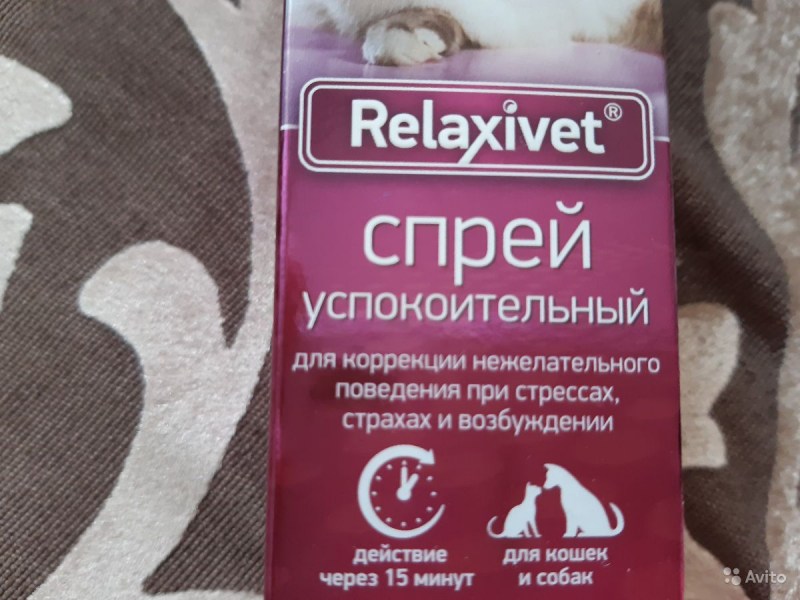 Relaxivet®
спрей
успокоительный
для коррекции нежелательного
поведения при стрессах,
страхах и возбуждении
действие
через 15 минут
для кошек
и собак
Avito